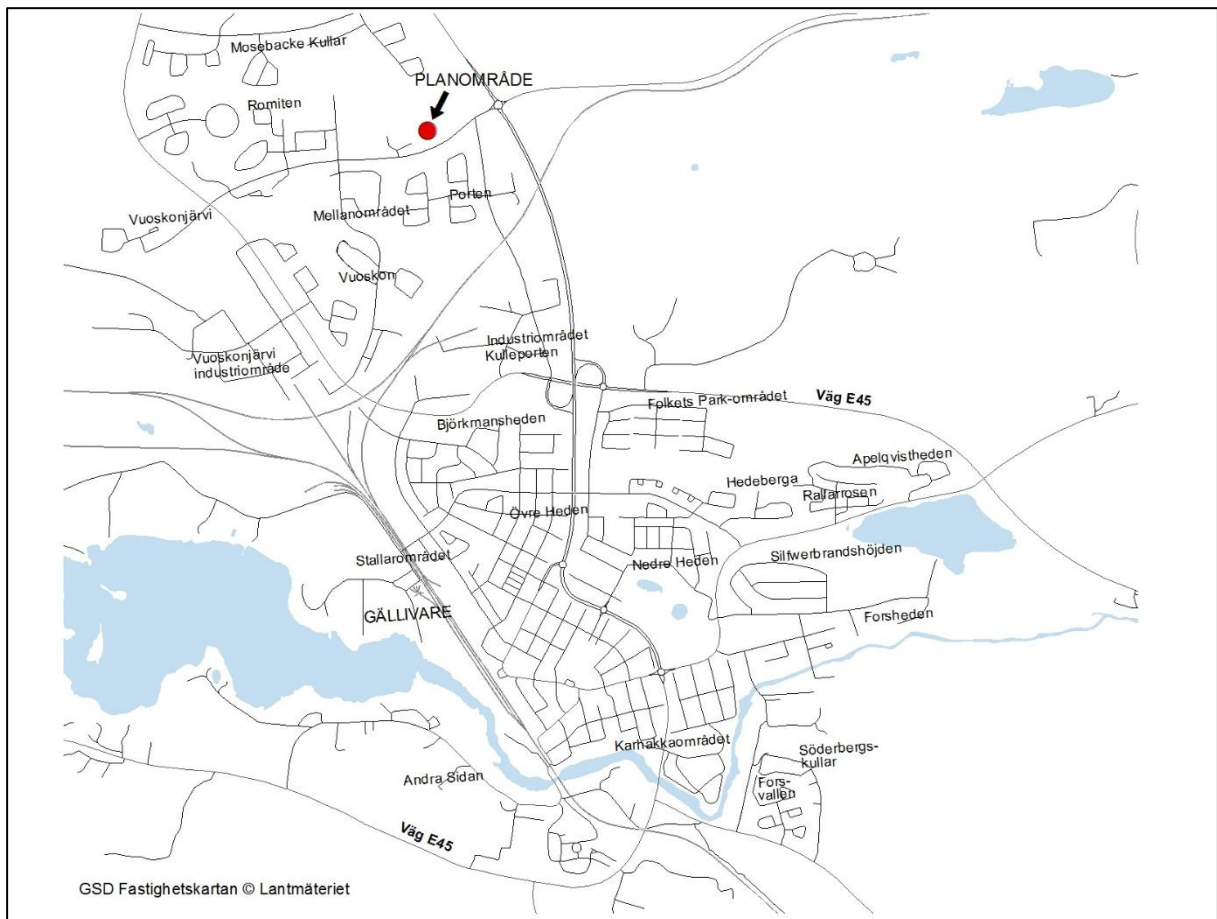 Mosebacke Kullar
PLANOMRÅDE
Romiten
Porten
Mellanområdet
Vuoskonjärvi
Vuoskon
Industriområdet
Kulleporten
Vuoskonjärvi
industriområde
Folkets Park-området
Väg E45
Björkmansheden
Apelqvistheden
Hedeberga
Rallarrosen
Övre Heden
Stallarområdet
Nedre Heden
Silfwerbrandshöjden
GÄLLIVARE
Forsheden
Karhakkaområdet
Söderbergs-
kullar
Andra Sidan
Fors-
vallen
Väg E45
GSD Fastighetskartan © Lantmäteriet